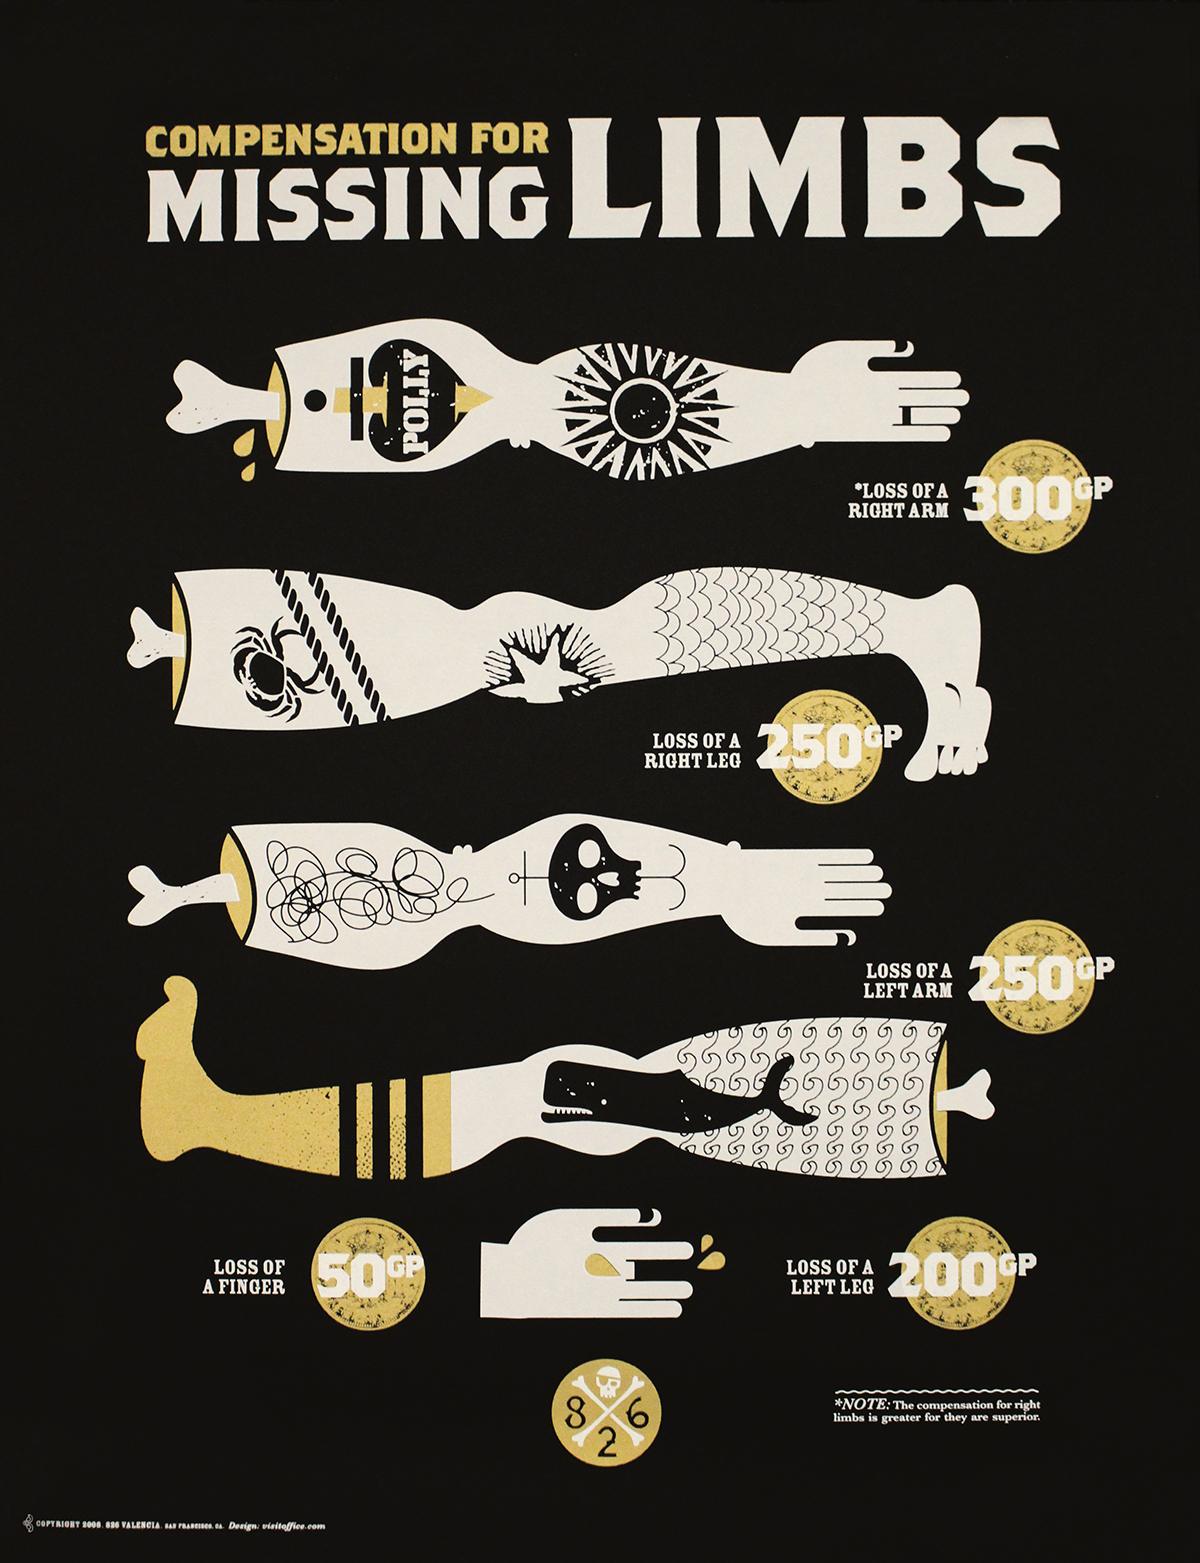 COMPENSATION FOR
MISSING LIMBS
POLLY
*LOSS OF A
RIGHT ARM
300GP
LOSS OF A
RIGHT LEG
250GP
LOSS OF A
LEFT ARM
250GP
LOSS OF
A FINGER
50GP
LOSS OF A
LEFT LEG
200GP
8 6
2
*NOTE: The compensation for right
limbs is greater for they are superior.
COPYRIGHT 2008. 826 VALENCIA. SAN FRANCISCO, CA. Design: visitoffice.com